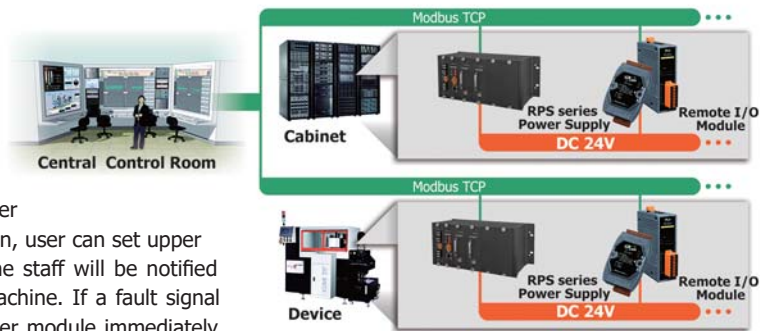 Modbus TCP
Central Control Room
Cabinet
RPS series
Power Supply
Remote I/O
Module
DC 24V
er
n, user can set upper
ne staff will be notified
achine. If a fault signal
er module immediately
Modbus TCP
Device
RPS series
Power Supply
Remote I/O
Module
DC 24V